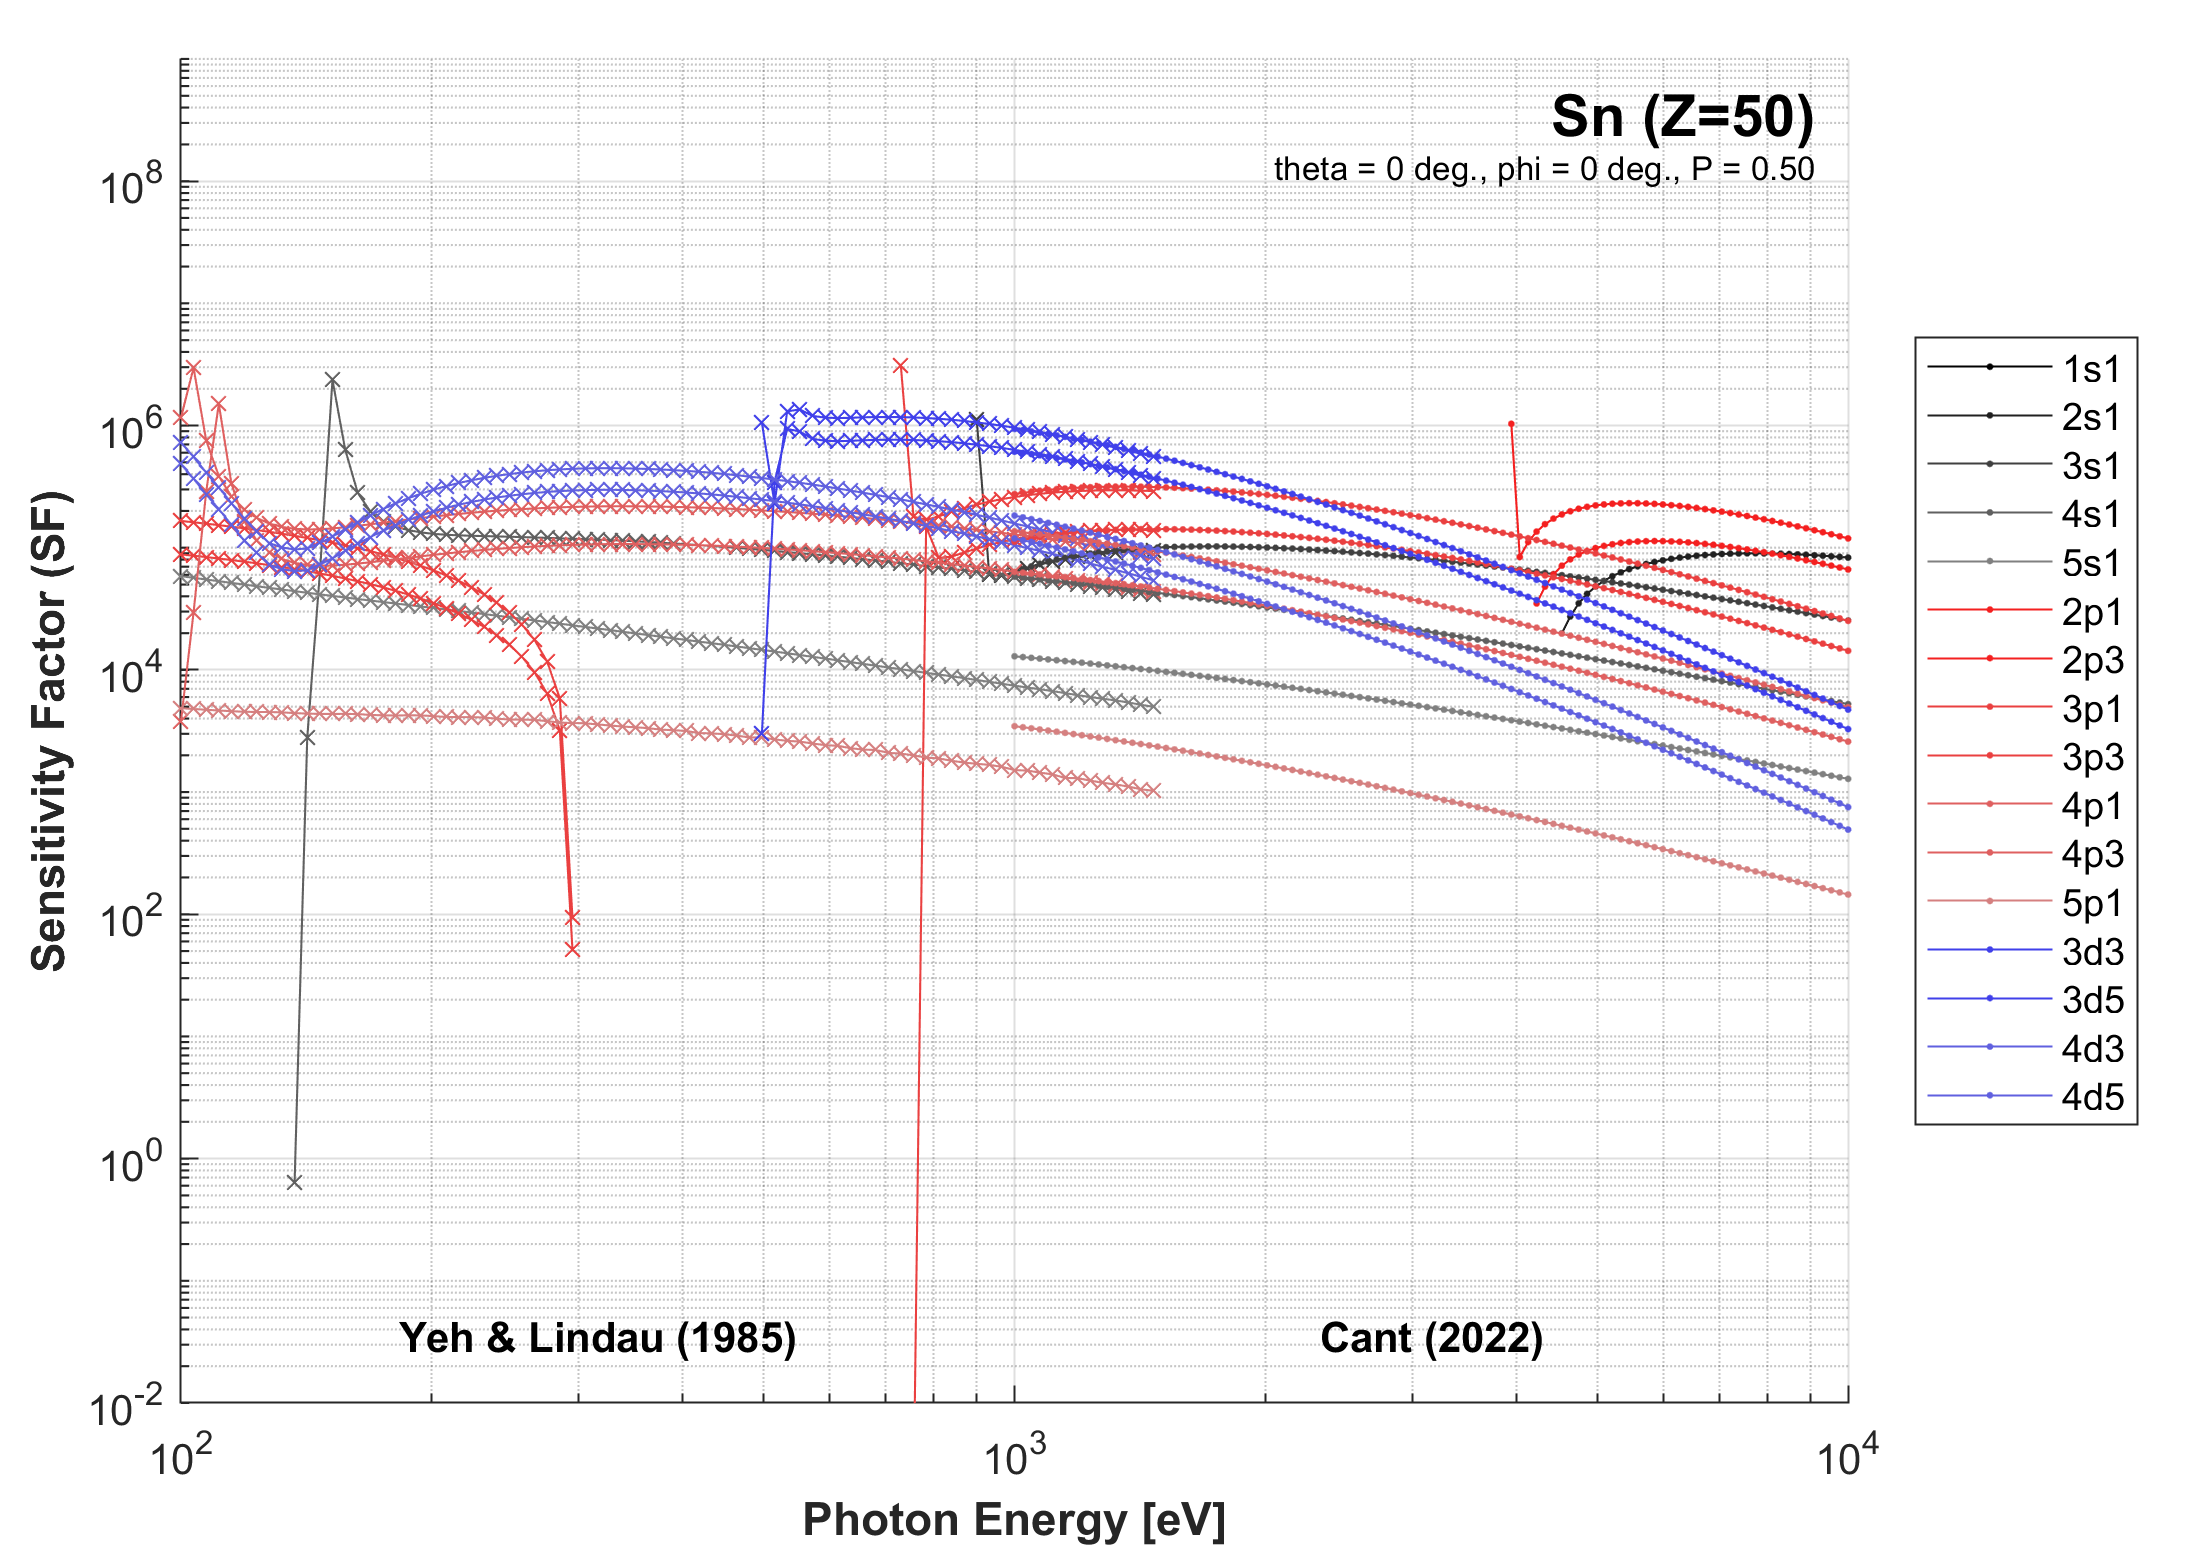 Sn (Z=50)
theta = 0 deg., phi = 0 deg., P = 0.50
Sensitivity Factor (SF)
10^8
10^6
10^4
10^2
10^0
10^-2
Yeh & Lindau (1985)
Cant (2022)
10^2
10^3
10^4
Photon Energy [eV]
1s1
2s1
3s1
4s1
5s1
2p1
2p3
3p1
3p3
4p1
4p3
5p1
3d3
3d5
4d3
4d5